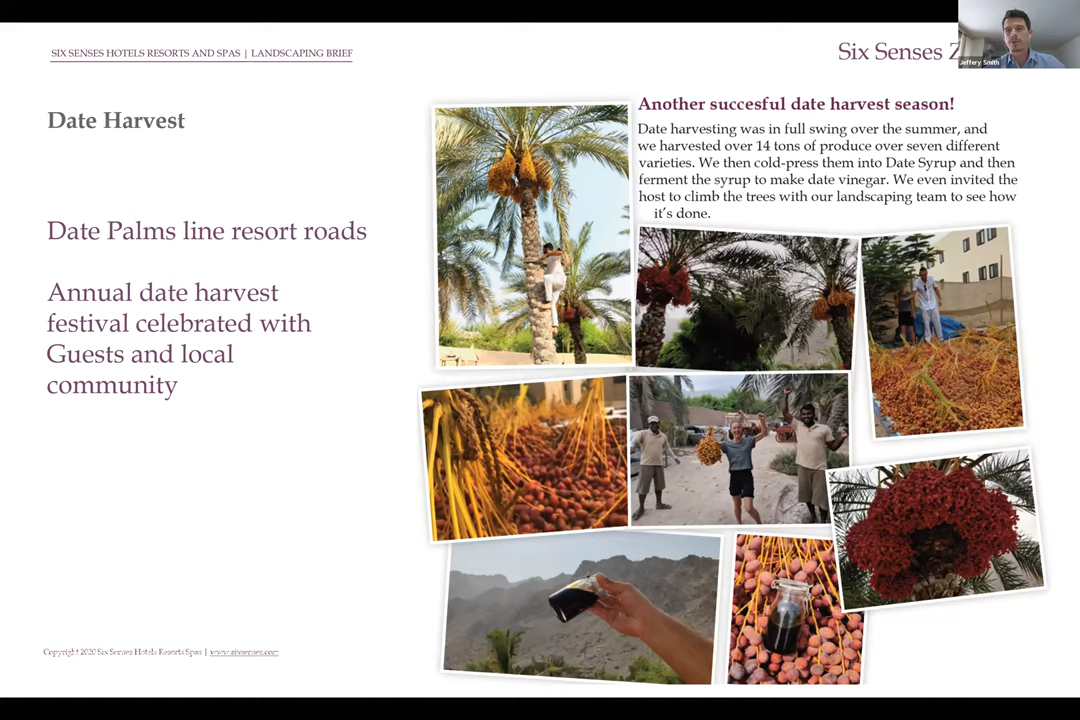 SIX SENSES HOTELS RESORTS AND SPAS | LANDSCAPING BRIEF
Six Senses Z
Jeffery Smith
Date Harvest
Another succesful date harvest season!
Date harvesting was in full swing over the summer, and
we harvested over 14 tons of produce over seven different
varieties. We then cold-press them into Date Syrup and then
ferment the syrup to make date vinegar. We even invited the
host to climb the trees with our landscaping team to see how
it's done.
Date Palms line resort roads
Annual date harvest
festival celebrated with
Guests and local
community
Copyright 2020 Six Senses Hotels Resorts Spas | www.sixsenses.com